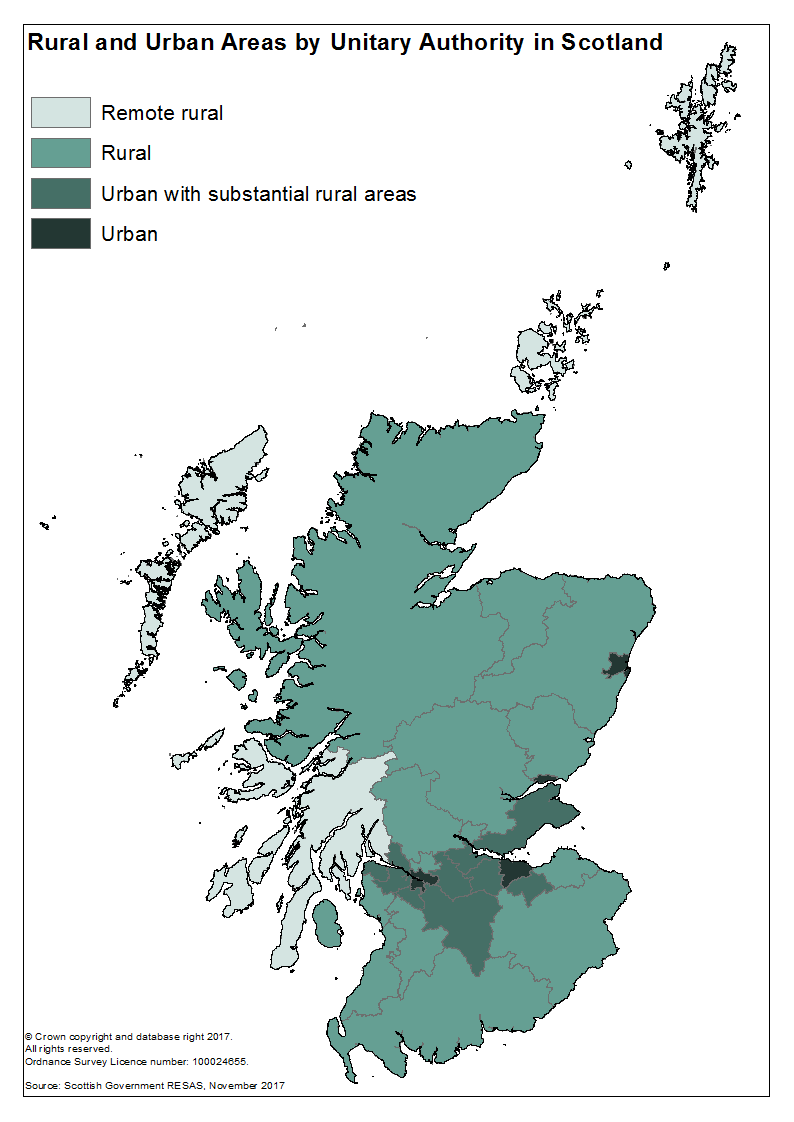 Rural and Urban Areas by Unitary Authority in Scotland
Remote rural
Rural
Urban with substantial rural areas
Urban
© Crown copyright and database right 2017.
All rights reserved.
Ordnance Survey Licence number: 100024655.
Source: Scottish Government RESAS, November 2017